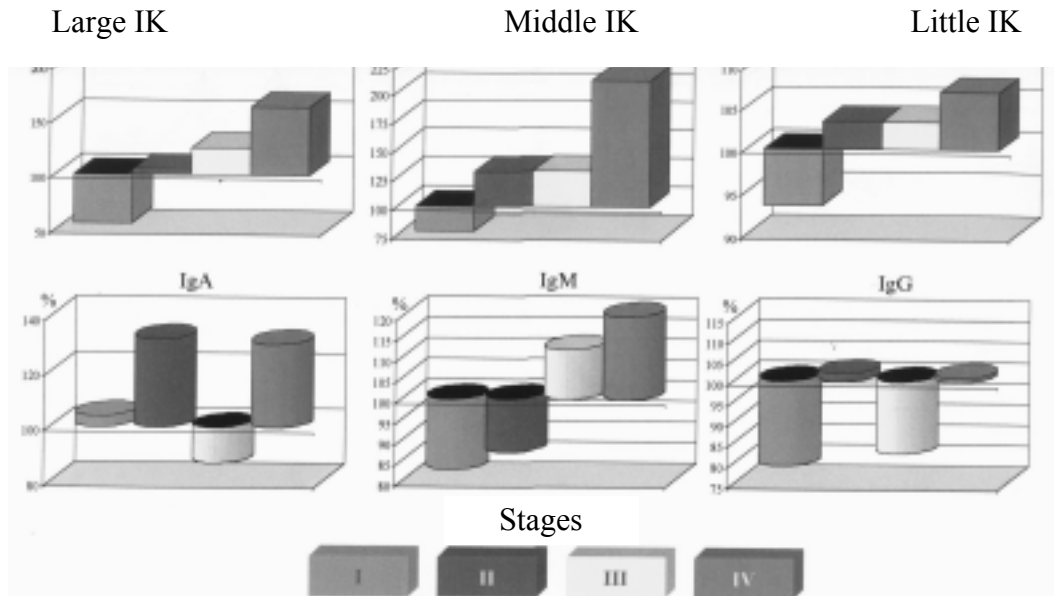 Large IK Middle IK Little IK
200 225 110
150 200 105
100 175 100
50 150 95
125 90
100
75
IgA IgM IgG
% % %
140 120 115
120 115 110
100 110 105
80 105 100
100 95
95 90
90 85
85 80
80 75
Stages
I II III IV